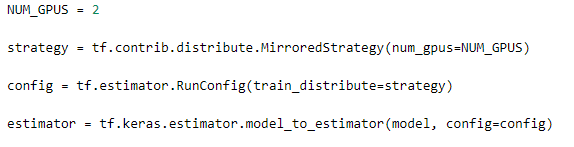 NUM_GPUS = 2
strategy = tf.contrib.distribute.MirroredStrategy(num_gpus=NUM_GPUS)
config = tf.estimator.RunConfig(train_distribute=strategy)
estimator = tf.keras.estimator.model_to_estimator(model, config=config)